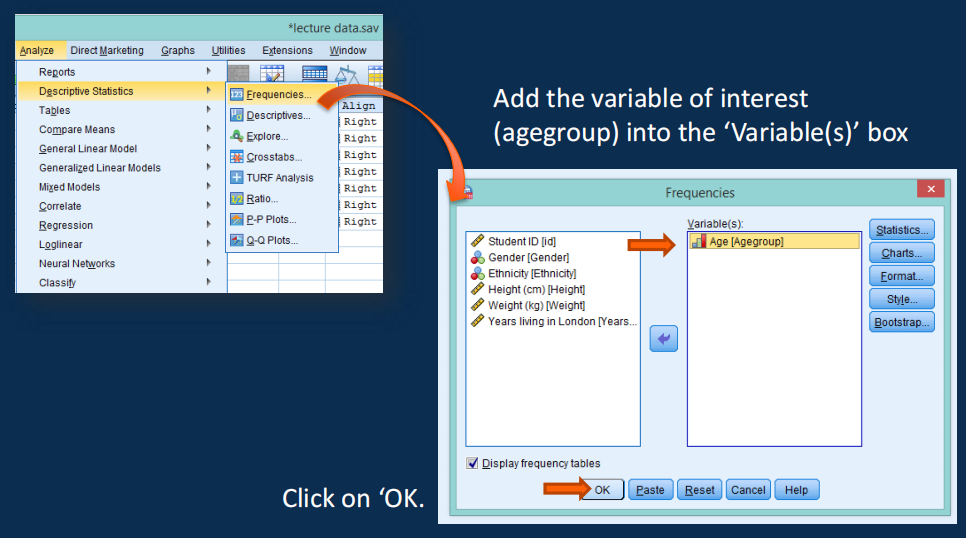 *lecture data.sav
Analyze Direct Marketing Graphs Utilities Extensions Window
Reports
Descriptive Statistics
Tables
Compare Means
General Linear Model
Generalized Linear Models
Mixed Models
Correlate
Regression
Loglinear
Neural Networks
Classify
Frequencies...
Descriptives...
Explore...
Crosstabs...
TURF Analysis
Ratio...
P-P Plots...
Q-Q Plots...
Align
Right
Right
Right
Right
Right
Right
Right
Add the variable of interest
(agegroup) into the ‘Variable(s)’ box
Frequencies
Student ID [id]
Gender [Gender]
Ethnicity [Ethnicity]
Height (cm) [Height]
Weight (kg) [Weight]
Years living in London [Years...
Variable(s):
Age [Agegroup]
Statistics...
Charts...
Format...
Style...
Bootstrap...
Display frequency tables
OK Paste Reset Cancel Help
Click on ‘OK.